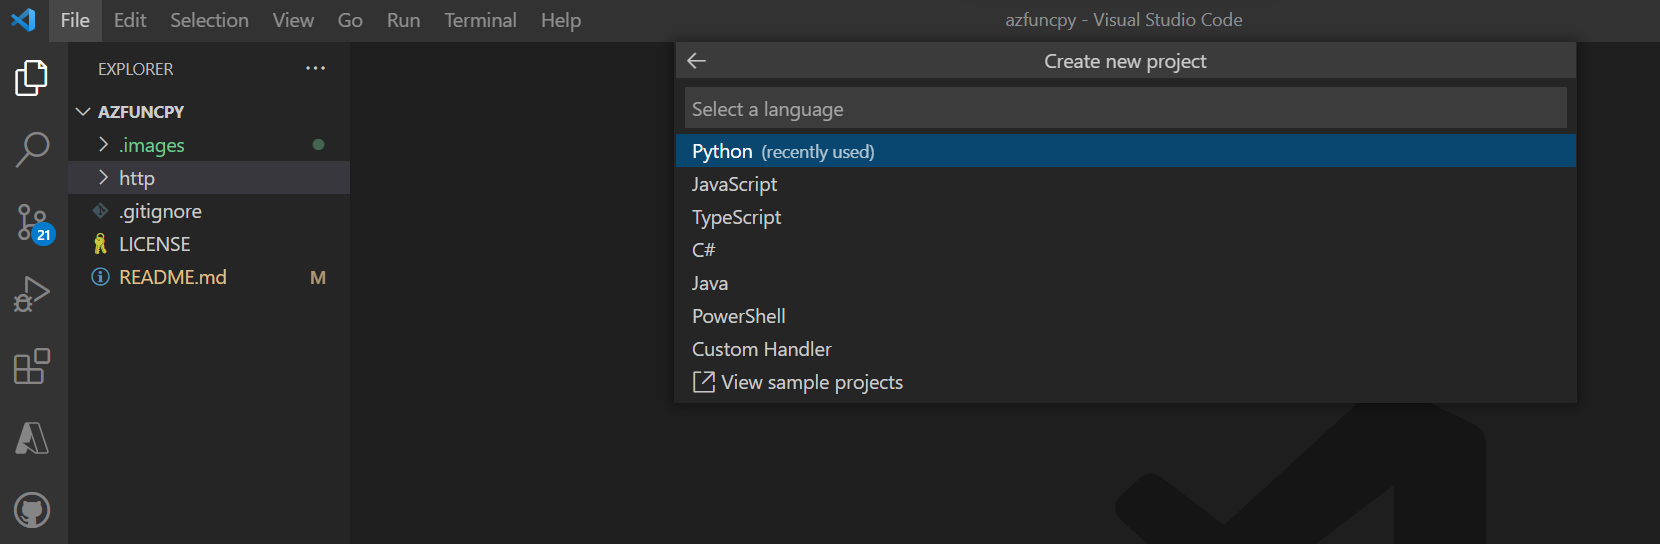 File Edit Selection View Go Run Terminal Help azfuncpy - Visual Studio Code
EXPLORER ···
AZFUNCPY
.images
http
.gitignore
LICENSE
README.md M
21
Create new project
Select a language
Python (recently used)
JavaScript
TypeScript
C#
Java
PowerShell
Custom Handler
View sample projects